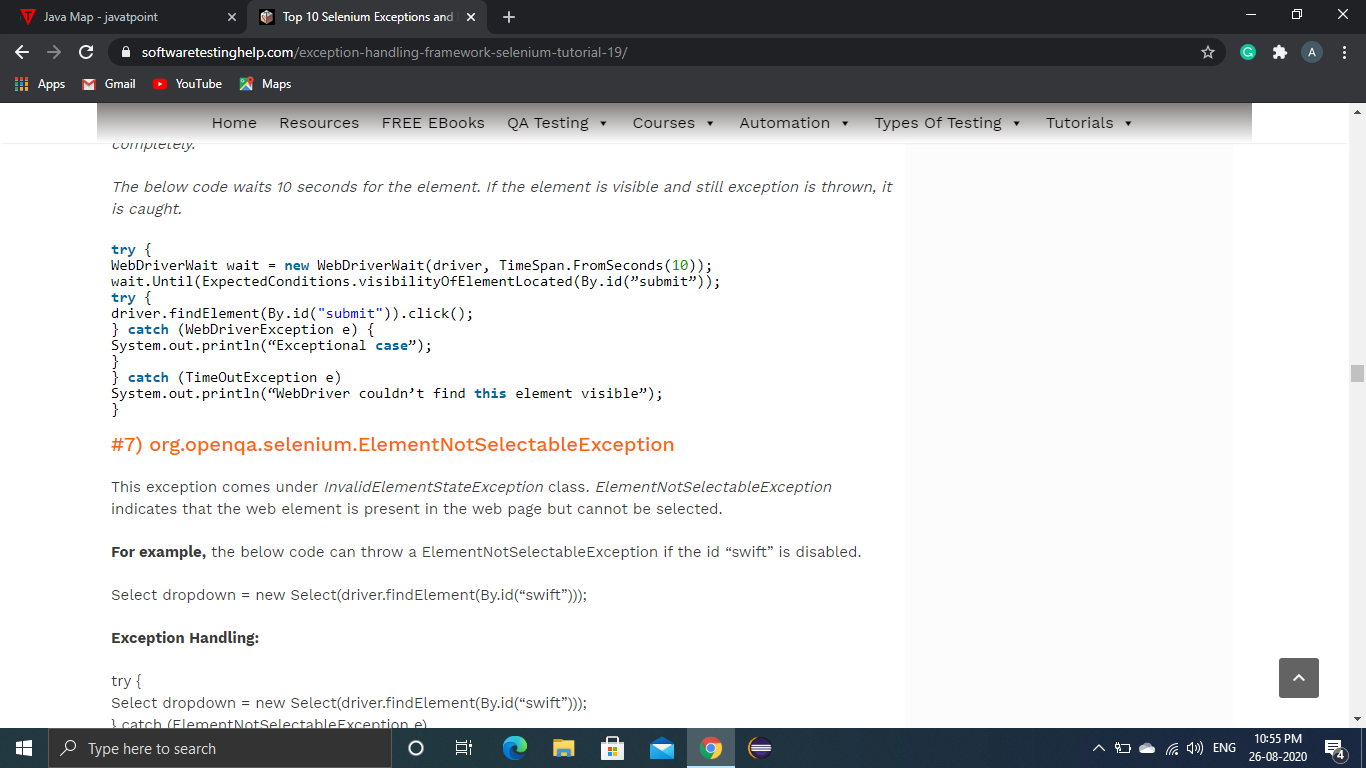 Java Map - javatpoint
Top 10 Selenium Exceptions and
softwaretestinghelp.com/exception-handling-framework-selenium-tutorial-19/
G
A
Apps Gmail YouTube Maps
Home Resources FREE EBooks QA Testing Courses Automation Types Of Testing Tutorials
completely.
The below code waits 10 seconds for the element. If the element is visible and still exception is thrown, it
is caught.
try {
WebDriverWait wait = new WebDriverWait(driver, TimeSpan.FromSeconds(10));
wait.Until(ExpectedConditions.visibilityOfElementLocated(By.id(”submit”));
try {
driver.findElement(By.id("submit")).click();
} catch (WebDriverException e) {
System.out.println(“Exceptional case”);
}
} catch (TimeOutException e)
System.out.println(“WebDriver couldn’t find this element visible”);
}
#7) org.openqa.selenium.ElementNotSelectableException
This exception comes under InvalidElementStateException class. ElementNotSelectableException
indicates that the web element is present in the web page but cannot be selected.
For example, the below code can throw a ElementNotSelectableException if the id “swift” is disabled.
Select dropdown = new Select(driver.findElement(By.id(“swift”)));
Exception Handling:
try {
Select dropdown = new Select(driver.findElement(By.id(“swift”)));
} catch (ElementNotSelectableException e)
Type here to search
ENG
10:55 PM
26-08-2020
4